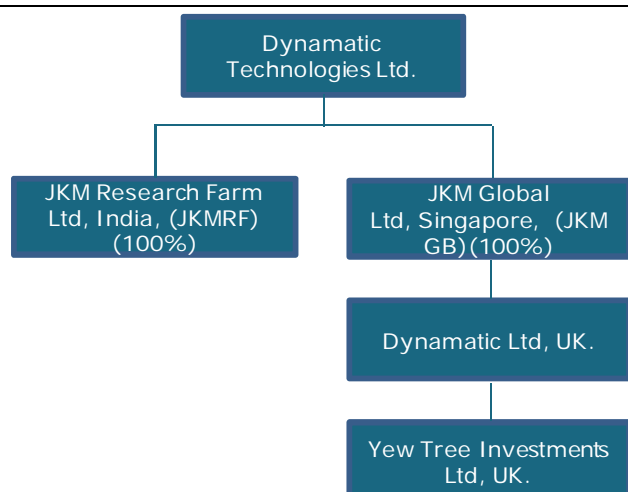 Dynamatic
Technologies Ltd.
JKM Research Farm
Ltd, India, (JKMRF)
(100%)
JKM Global
Ltd, Singapore, (JKM
GB) (100%)
Dynamatic Ltd, UK.
Yew Tree Investments
Ltd, UK.